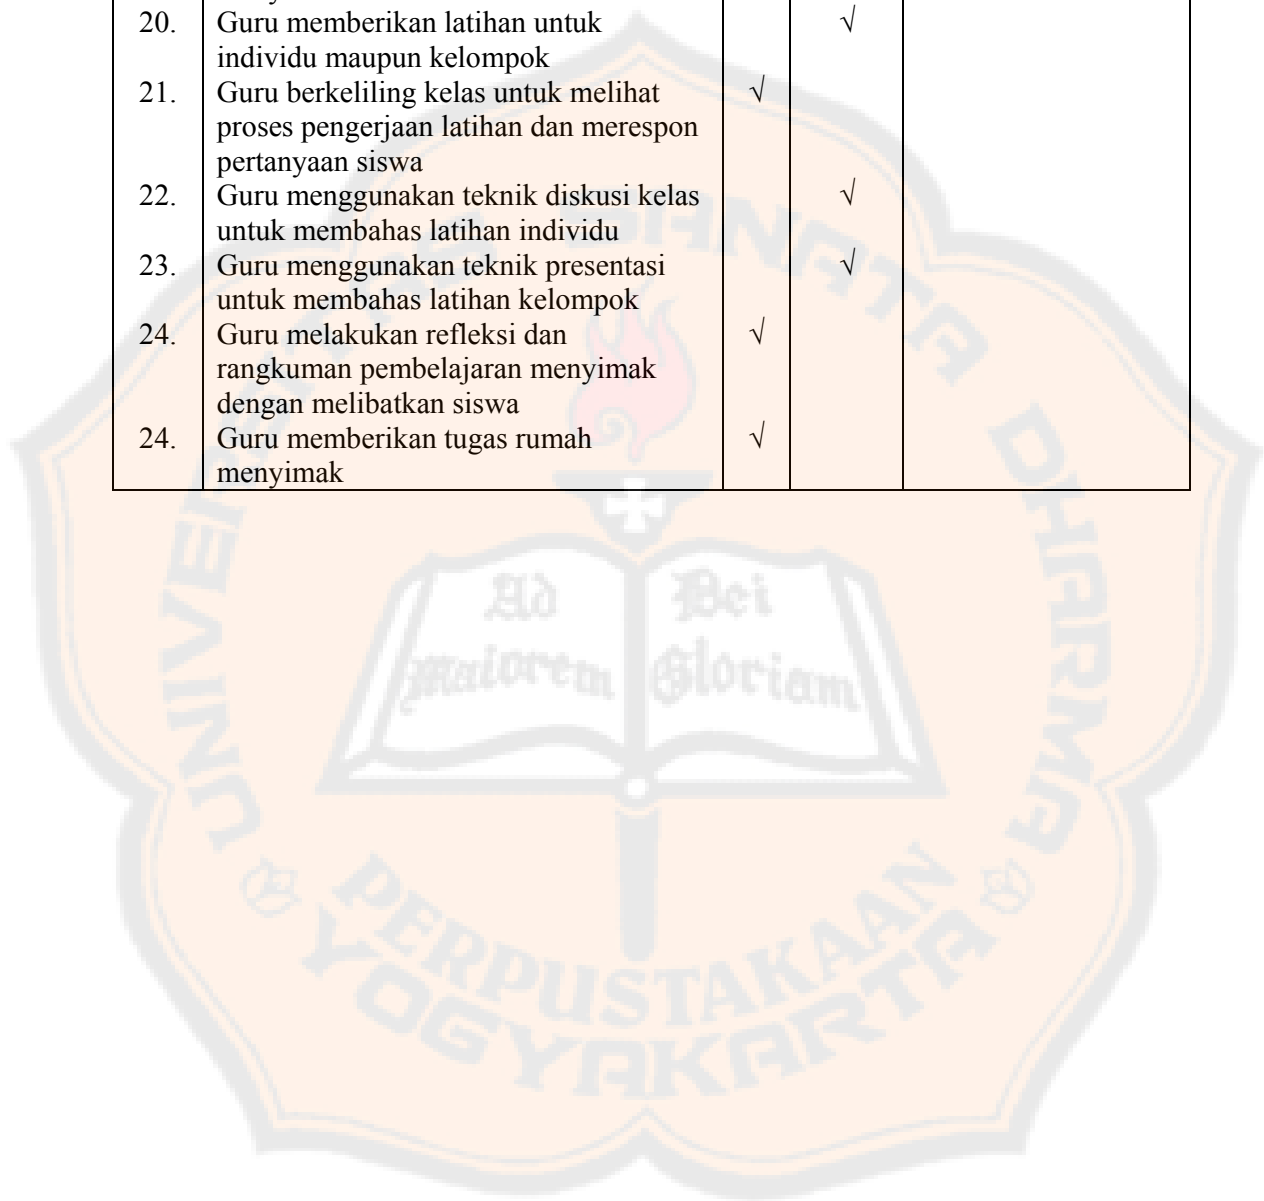 20. Guru memberikan latihan untuk √
individu maupun kelompok
21. Guru berkeliling kelas untuk melihat √
proses pengerjaan latihan dan merespon
pertanyaan siswa
22. Guru menggunakan teknik diskusi kelas √
untuk membahas latihan individu
23. Guru menggunakan teknik presentasi √
untuk membahas latihan kelompok
24. Guru melakukan refleksi dan √
rangkuman pembelajaran menyimak
dengan melibatkan siswa
24. Guru memberikan tugas rumah √
menyimak
UNIVERSITAS SANATA DHARMA
Ad Dei
maiorem Gloriam
PERPUSTAKAAN
YOGYAKARTA